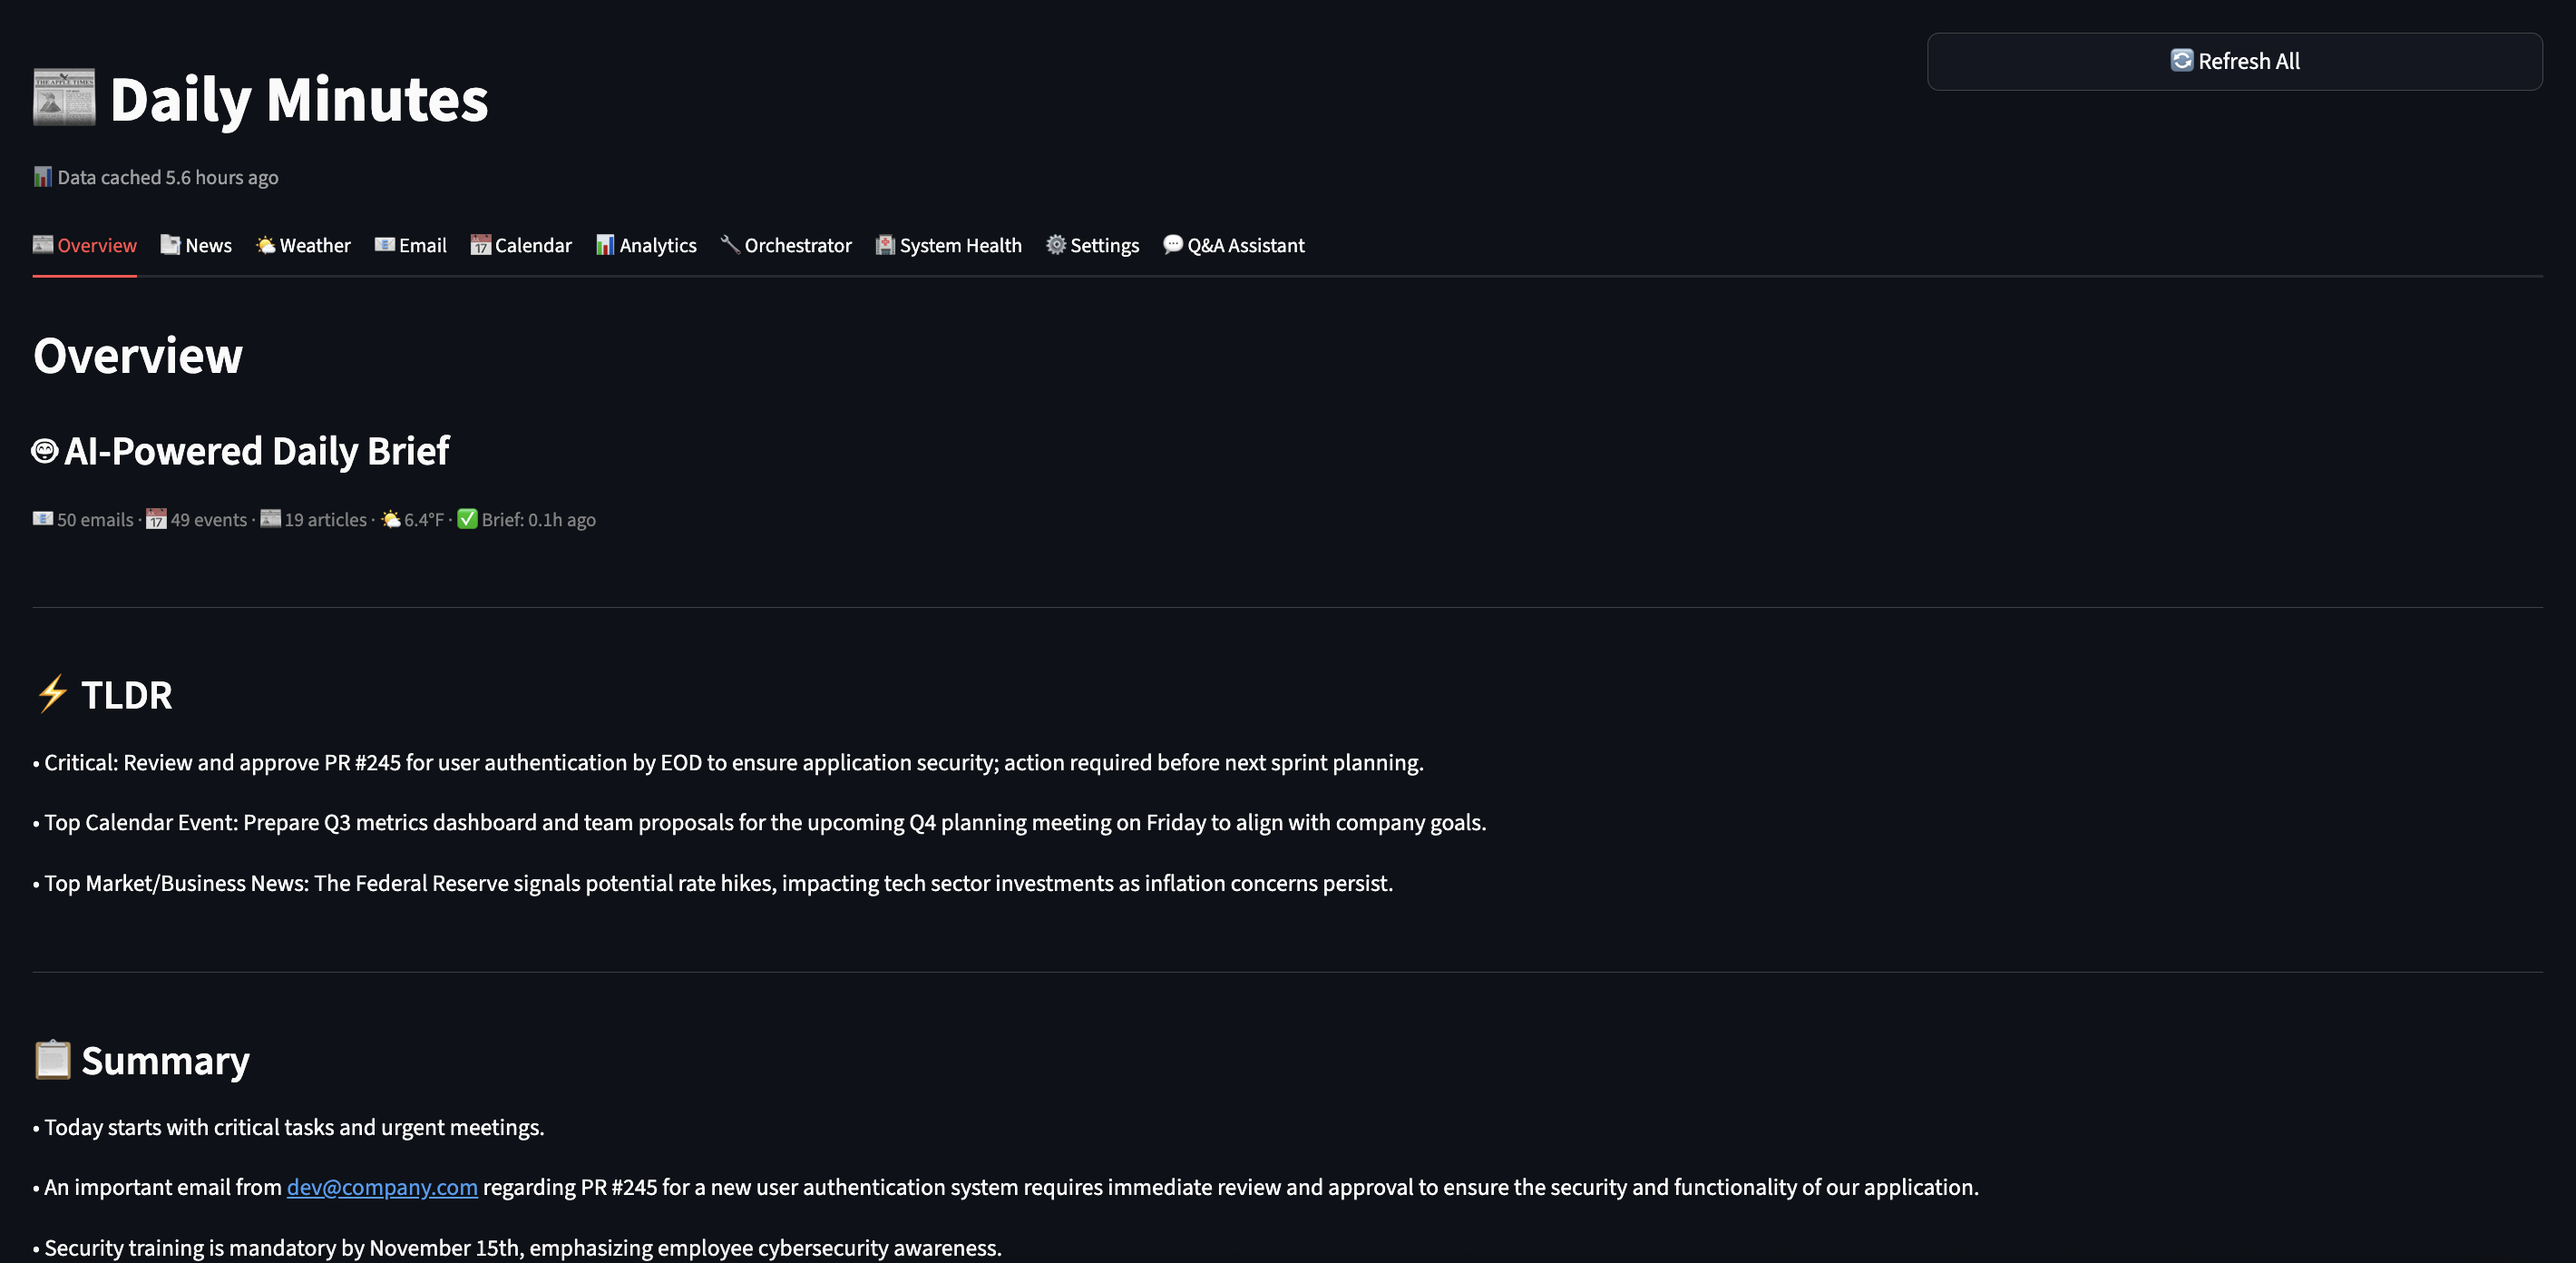 Refresh All
Daily Minutes
Data cached 5.6 hours ago
Overview News Weather Email Calendar Analytics Orchestrator System Health Settings Q&A Assistant
Overview
AI-Powered Daily Brief
50 emails · 49 events · 19 articles · 6.4°F · Brief: 0.1h ago
TLDR
• Critical: Review and approve PR #245 for user authentication by EOD to ensure application security; action required before next sprint planning.
• Top Calendar Event: Prepare Q3 metrics dashboard and team proposals for the upcoming Q4 planning meeting on Friday to align with company goals.
• Top Market/Business News: The Federal Reserve signals potential rate hikes, impacting tech sector investments as inflation concerns persist.
Summary
• Today starts with critical tasks and urgent meetings.
• An important email from dev@company.com regarding PR #245 for a new user authentication system requires immediate review and approval to ensure the security and functionality of our application.
• Security training is mandatory by November 15th, emphasizing employee cybersecurity awareness.